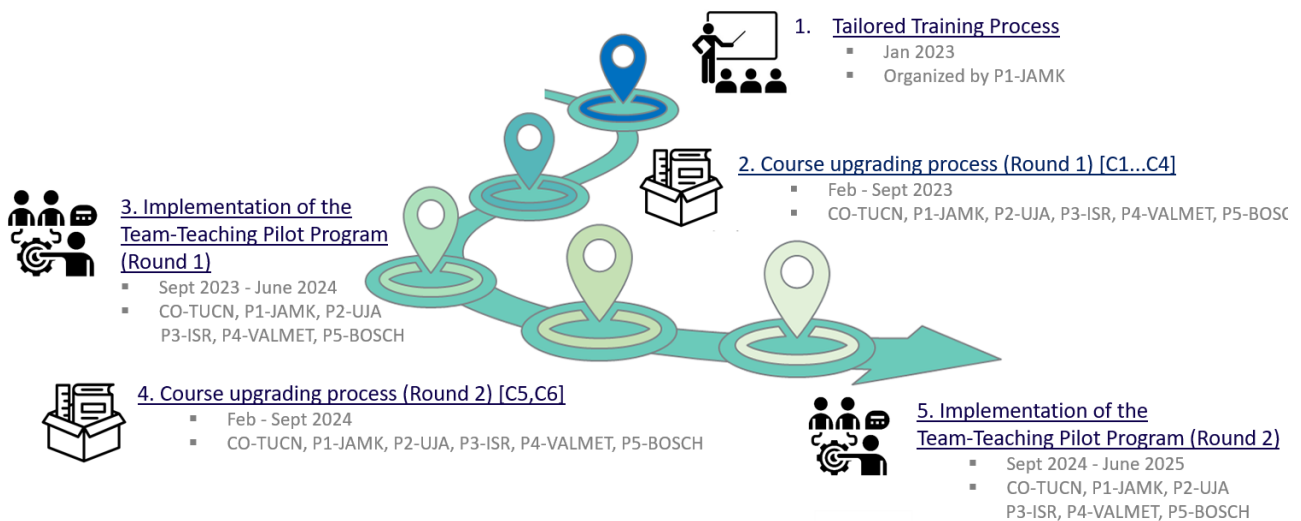 1. Tailored Training Process
▪ Jan 2023
▪ Organized by P1-JAMK
2. Course upgrading process (Round 1) [C1...C4]
▪ Feb - Sept 2023
▪ CO-TUCN, P1-JAMK, P2-UJA, P3-ISR, P4-VALMET, P5-BOSC
3. Implementation of the
Team-Teaching Pilot Program
(Round 1)
▪ Sept 2023 - June 2024
▪ CO-TUCN, P1-JAMK, P2-UJA
P3-ISR, P4-VALMET, P5-BOSCH
4. Course upgrading process (Round 2) [C5,C6]
▪ Feb - Sept 2024
▪ CO-TUCN, P1-JAMK, P2-UJA, P3-ISR, P4-VALMET, P5-BOSCH
5. Implementation of the
Team-Teaching Pilot Program (Round 2)
▪ Sept 2024 - June 2025
▪ CO-TUCN, P1-JAMK, P2-UJA
P3-ISR, P4-VALMET, P5-BOSCH